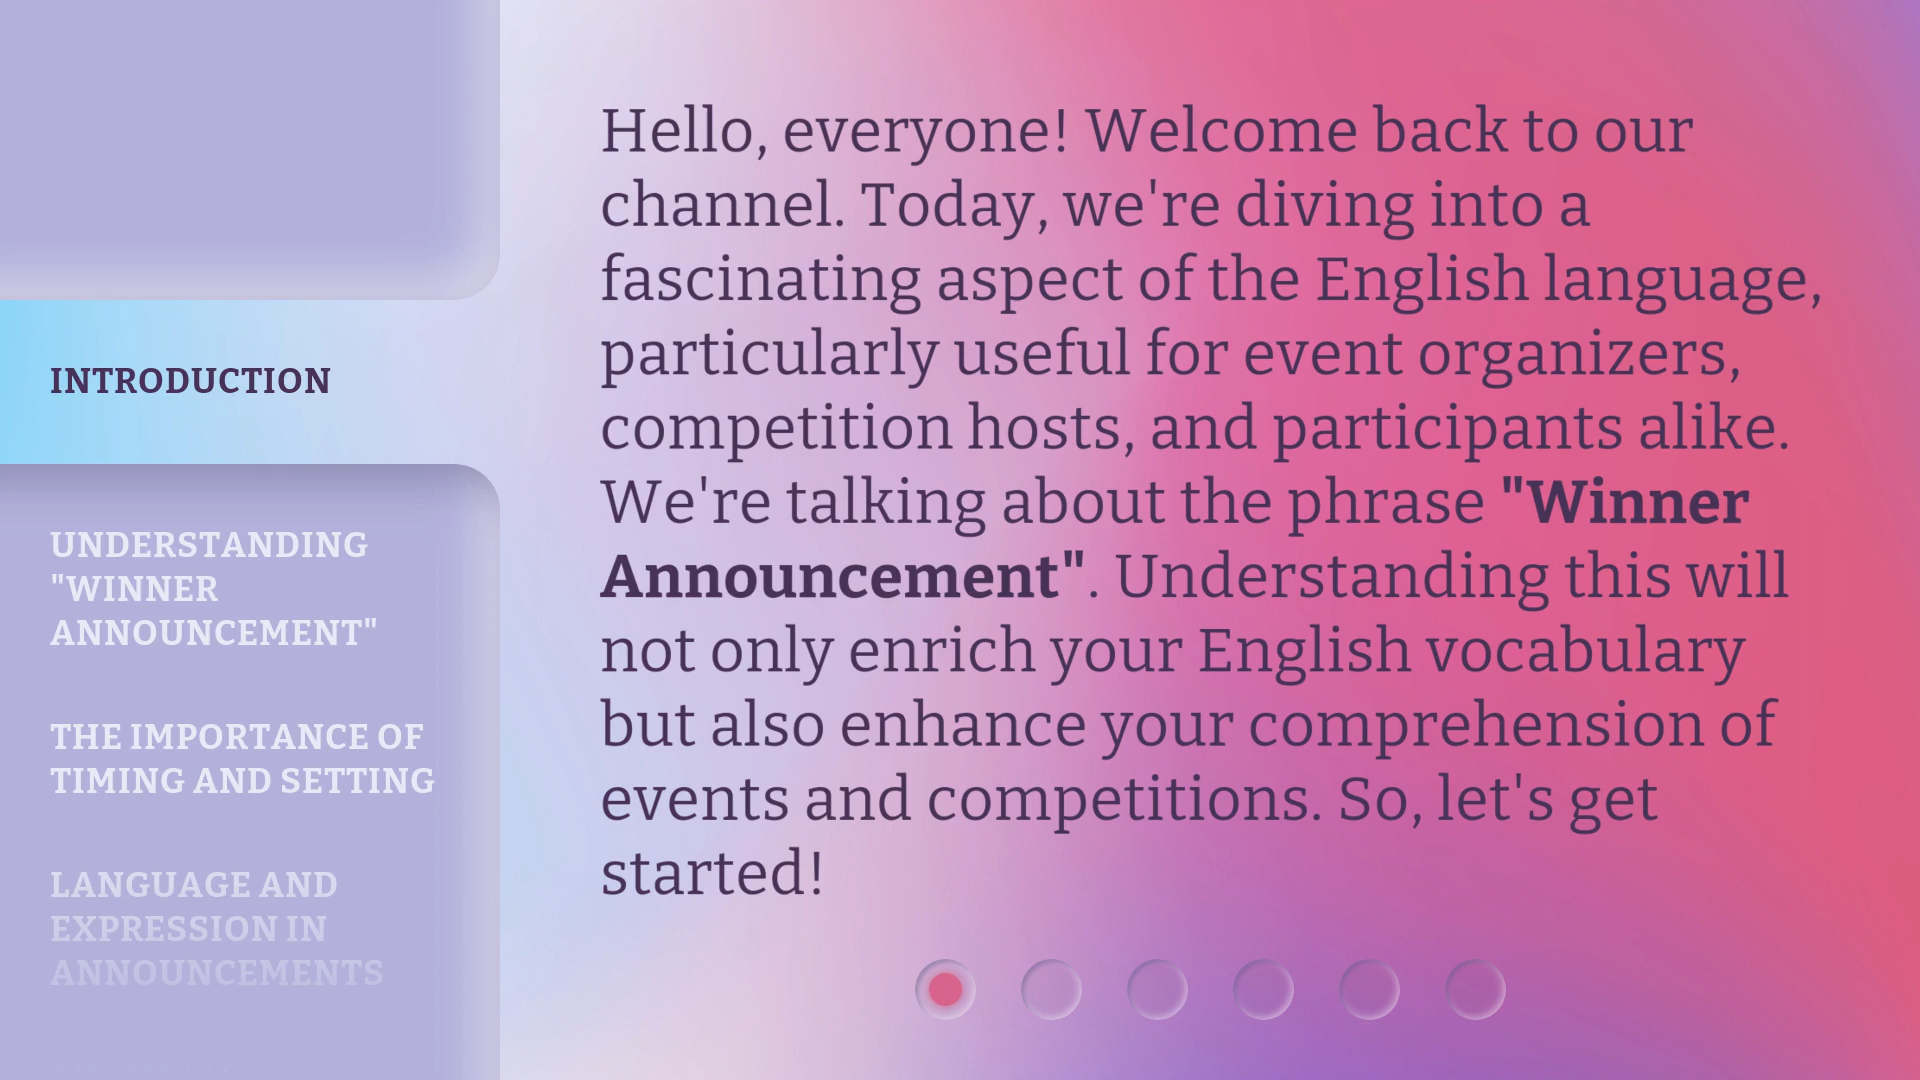 INTRODUCTION
UNDERSTANDING
"WINNER
ANNOUNCEMENT"
THE IMPORTANCE OF
TIMING AND SETTING
LANGUAGE AND
EXPRESSION IN
ANNOUNCEMENTS
Hello, everyone! Welcome back to our
channel. Today, we're diving into a
fascinating aspect of the English language,
particularly useful for event organizers,
competition hosts, and participants alike.
We're talking about the phrase "Winner
Announcement". Understanding this will
not only enrich your English vocabulary
but also enhance your comprehension of
events and competitions. So, let's get
started!